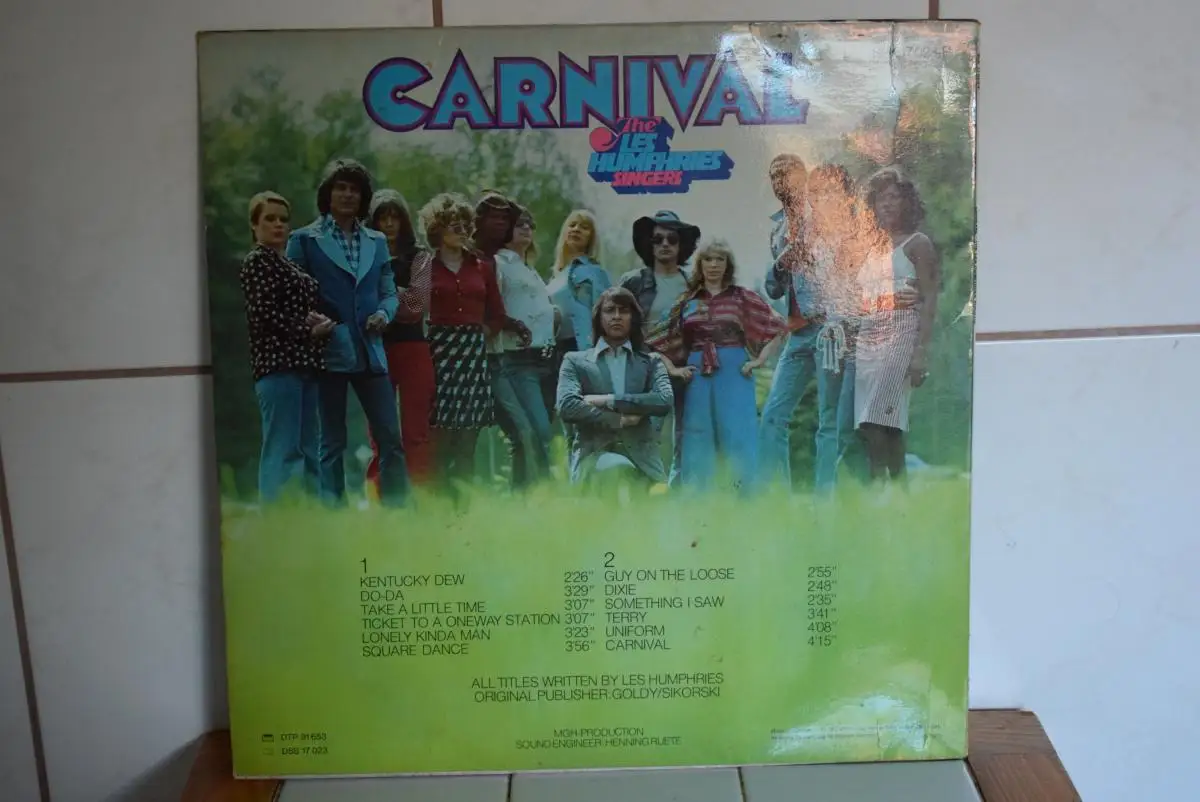 CARNIVAL
The
LES
HUMPHRIES
SINGERS
1
KENTUCKY DEW 2'26"
DO-DA 3'29"
TAKE A LITTLE TIME 3'07"
TICKET TO A ONEWAY STATION 3'07"
LONELY KINDA MAN 3'23"
SQUARE DANCE 3'56"
2
GUY ON THE LOOSE 2'55"
DIXIE 2'48"
SOMETHING I SAW 2'35"
TERRY 3'41"
UNIFORM 4'08"
CARNIVAL 4'15"
ALL TITLES WRITTEN BY LES HUMPHRIES
ORIGINAL PUBLISHER: GOLDY/SIKORSKI
MGH-PRODUCTION
SOUND ENGINEER: HENNING RUETE
DTP 91 653
DSS 17 023